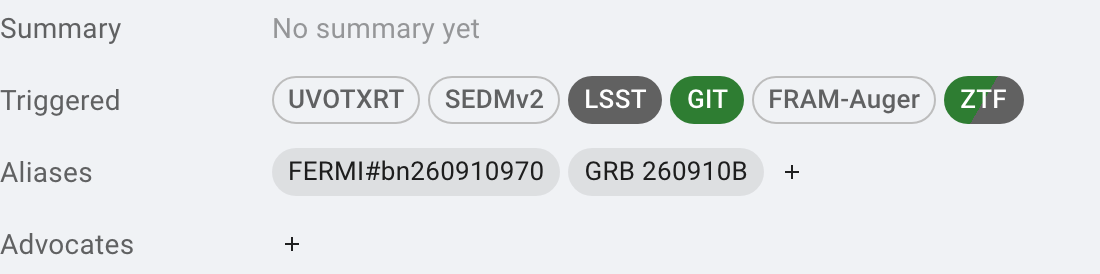 Summary No summary yet
Triggered UVOTXRT SEDMv2 LSST GIT FRAM-Auger ZTF
Aliases FERMI#bn260910970 GRB 260910B +
Advocates +